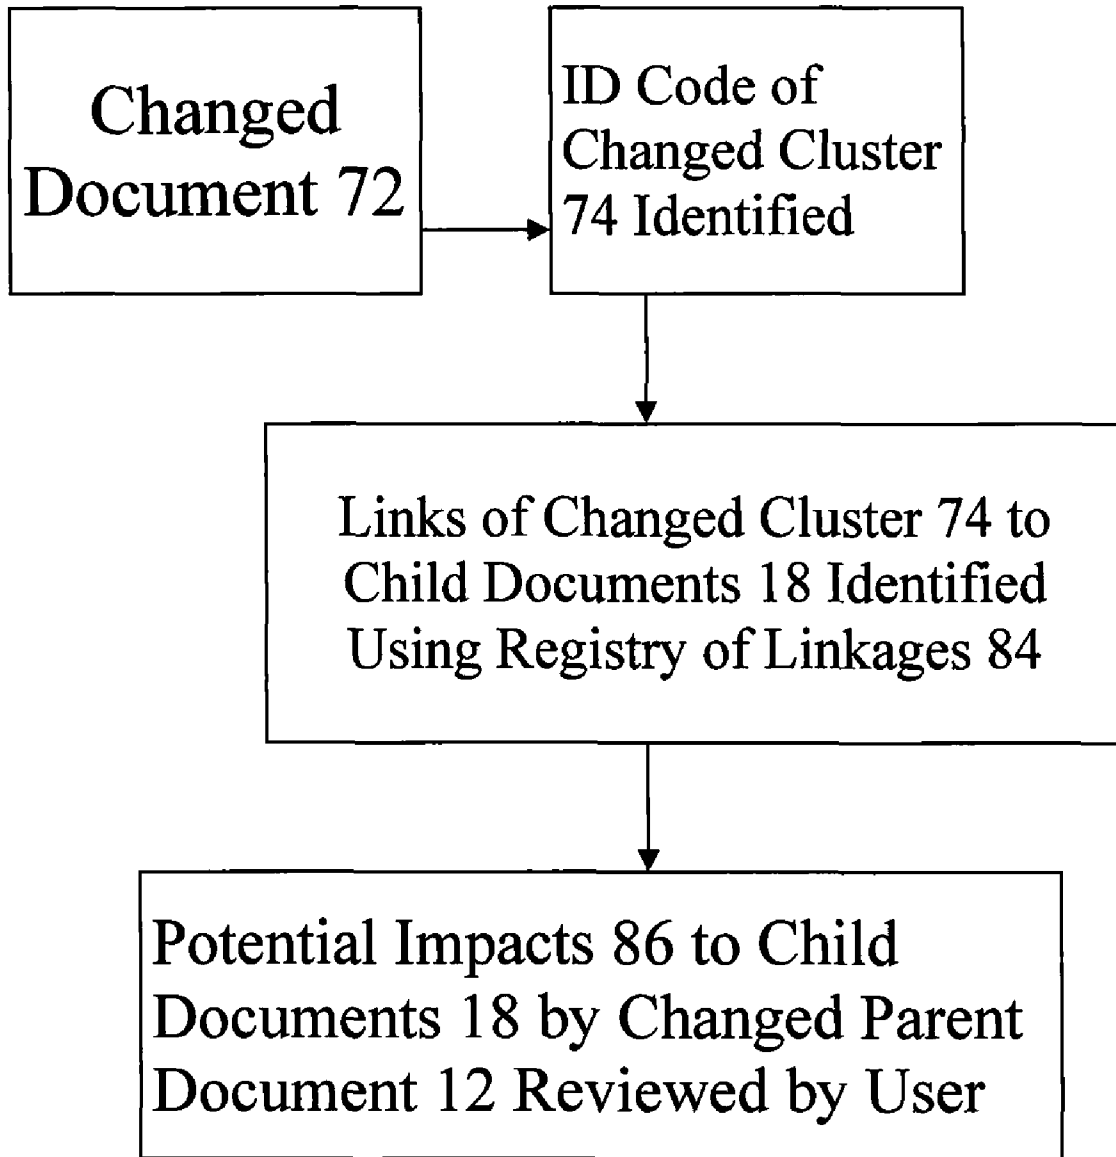 Changed
Document 72
ID Code of
Changed Cluster
74 Identified
Links of Changed Cluster 74 to
Child Documents 18 Identified
Using Registry of Linkages 84
Potential Impacts 86 to Child
Documents 18 by Changed Parent
Document 12 Reviewed by User